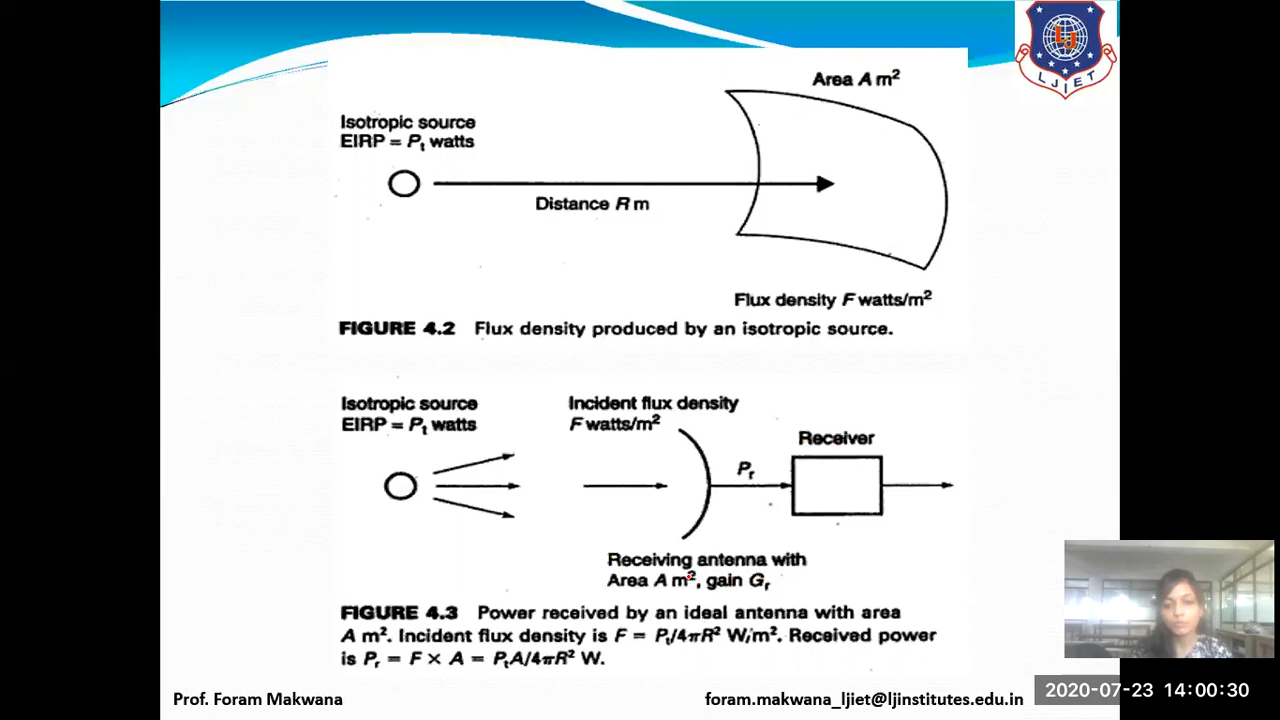 Area A m²
Isotropic source
EIRP = Pt watts
Distance R m
Flux density F watts/m²
FIGURE 4.2 Flux density produced by an isotropic source.
Isotropic source
EIRP = Pt watts
Incident flux density
F watts/m²
Receiver
Pr
Receiving antenna with
Area A m², gain Gr
FIGURE 4.3 Power received by an ideal antenna with area
A m². Incident flux density is F = Pt/4πR² W/m². Received power
is Pr = F × A = PtA/4πR² W.
LJIET
Prof. Foram Makwana
foram.makwana_ljiet@ljinstitutes.edu.in
2020-07-23 14:00:30